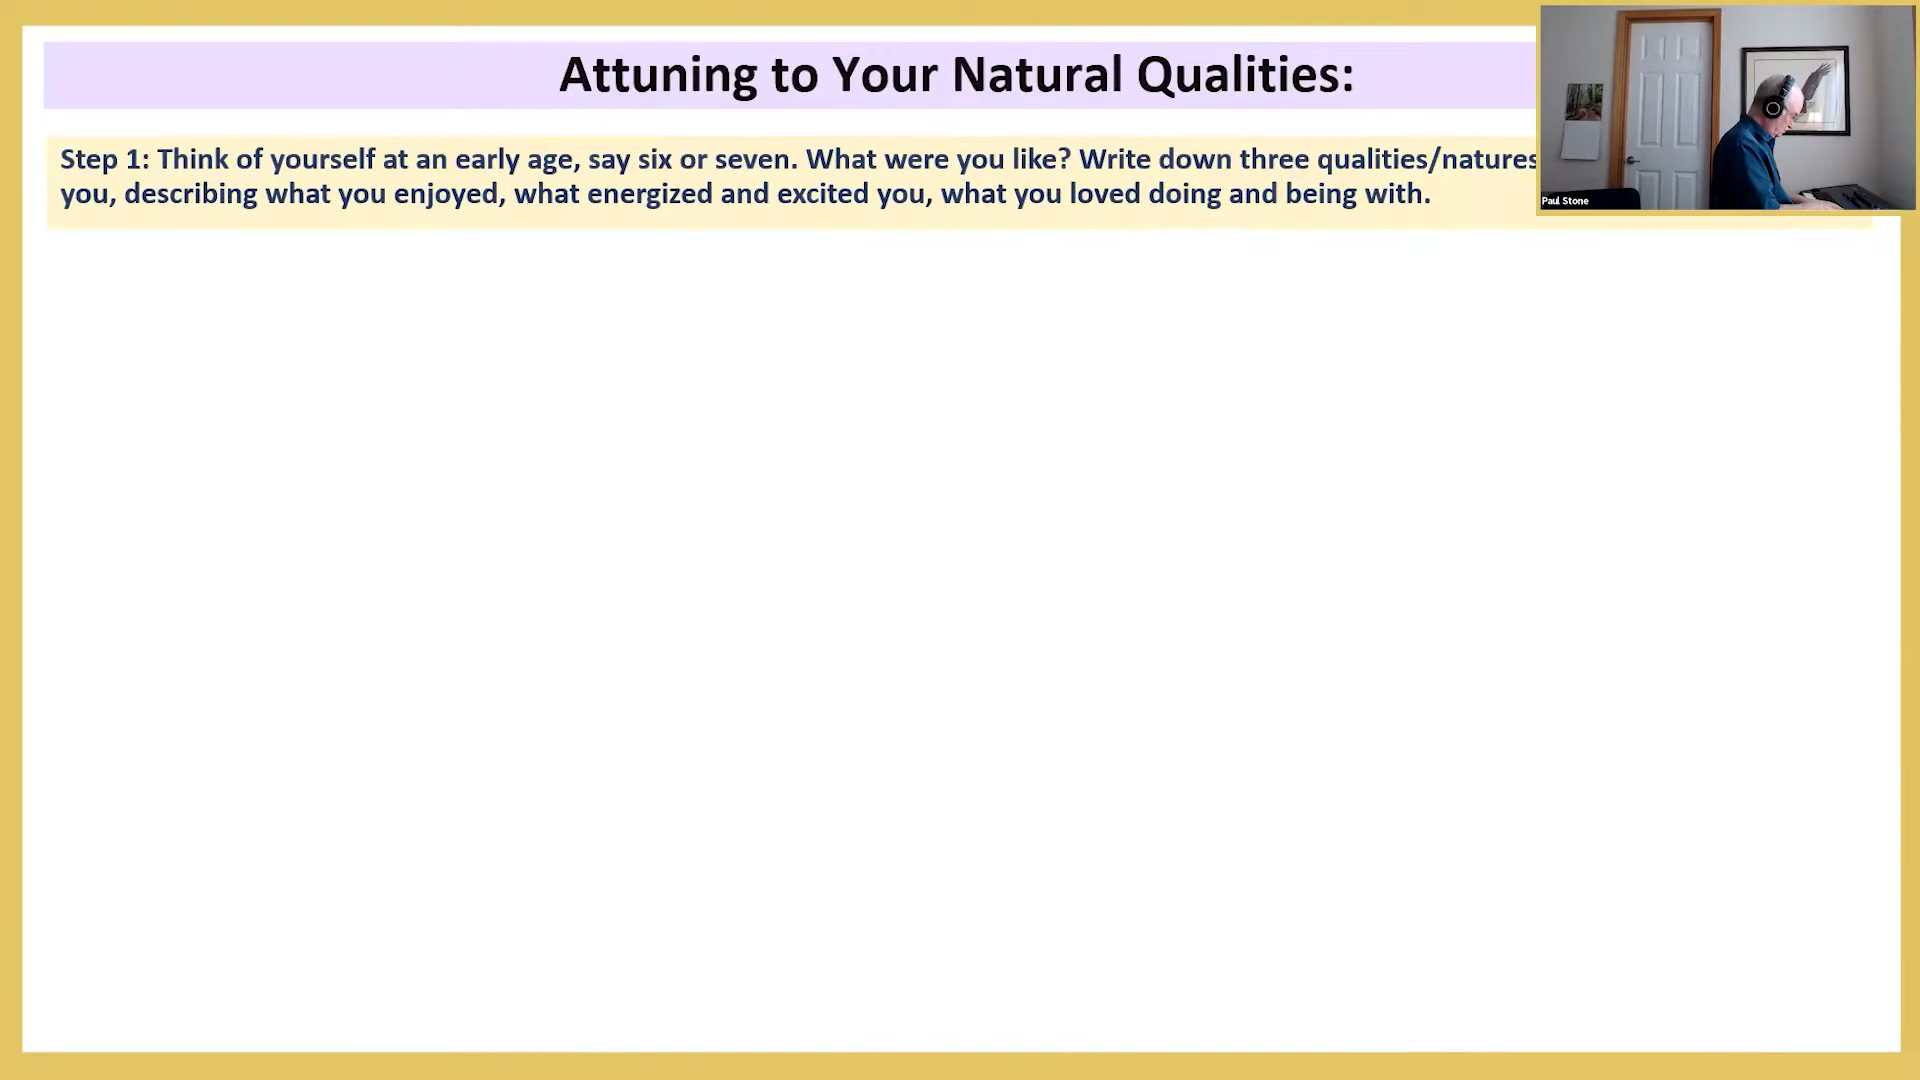 Attuning to Your Natural Qualities:
Step 1: Think of yourself at an early age, say six or seven. What were you like? Write down three qualities/natures
you, describing what you enjoyed, what energized and excited you, what you loved doing and being with.
Paul Stone